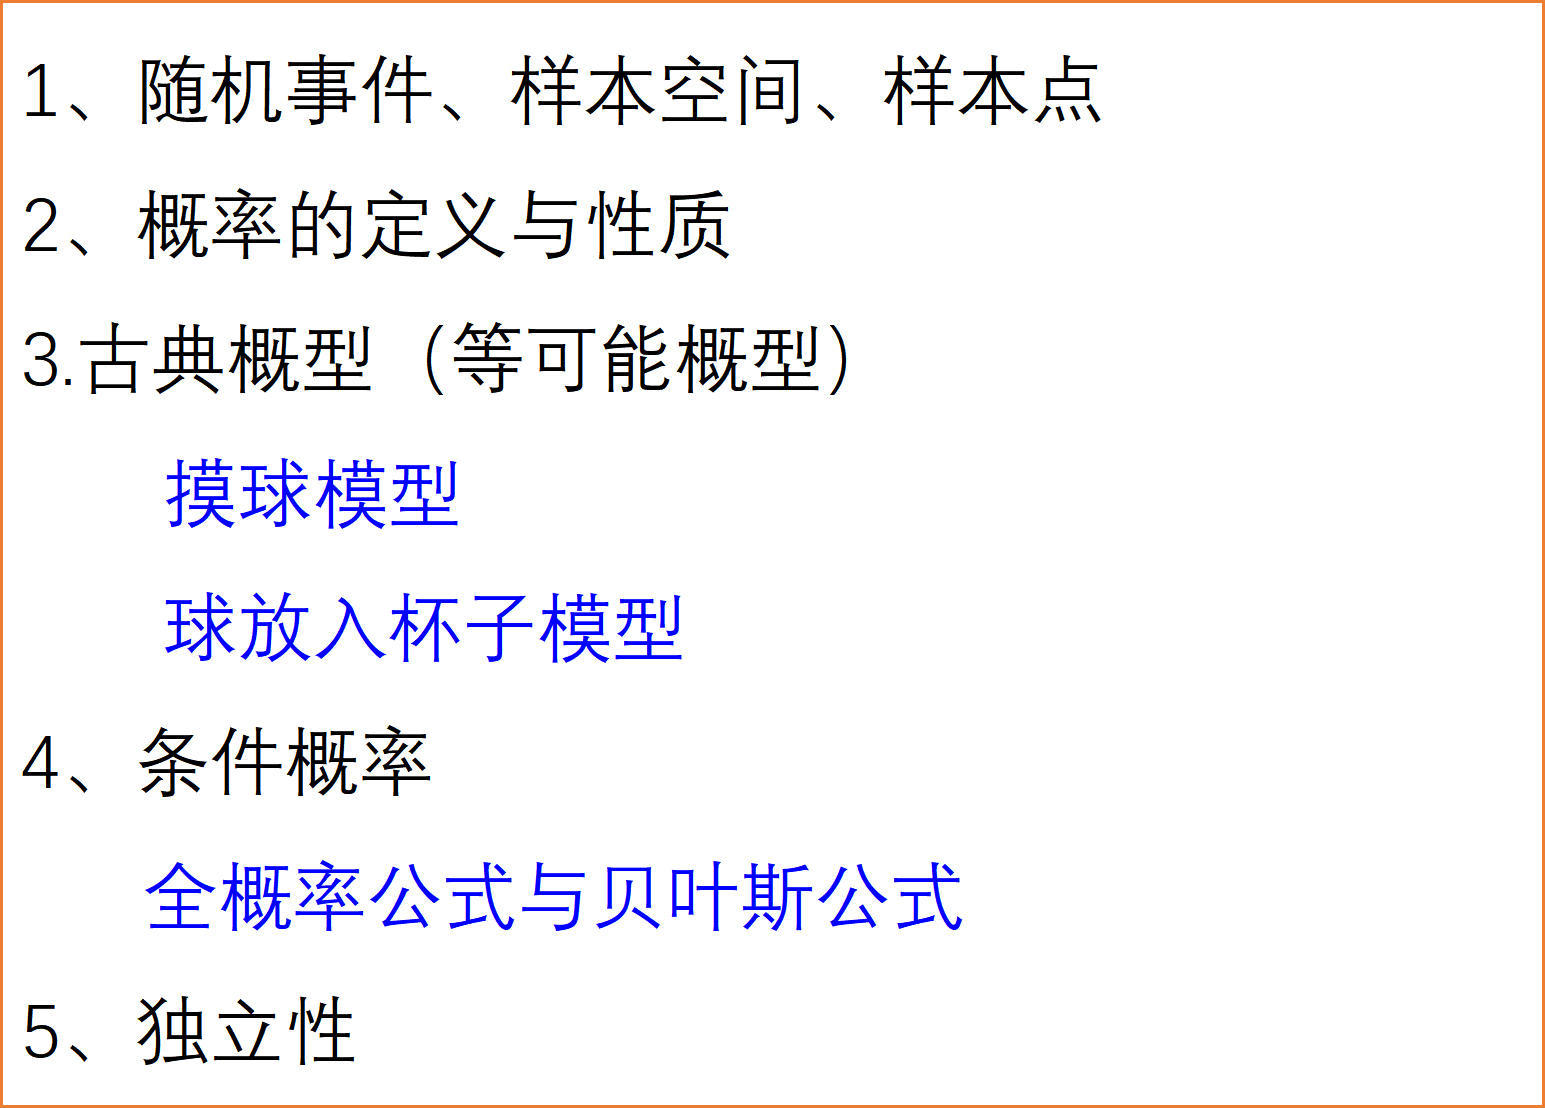 1、随机事件、样本空间、样本点
2、概率的定义与性质
3.古典概型（等可能概型）
摸球模型
球放入杯子模型
4、条件概率
全概率公式与贝叶斯公式
5、独立性